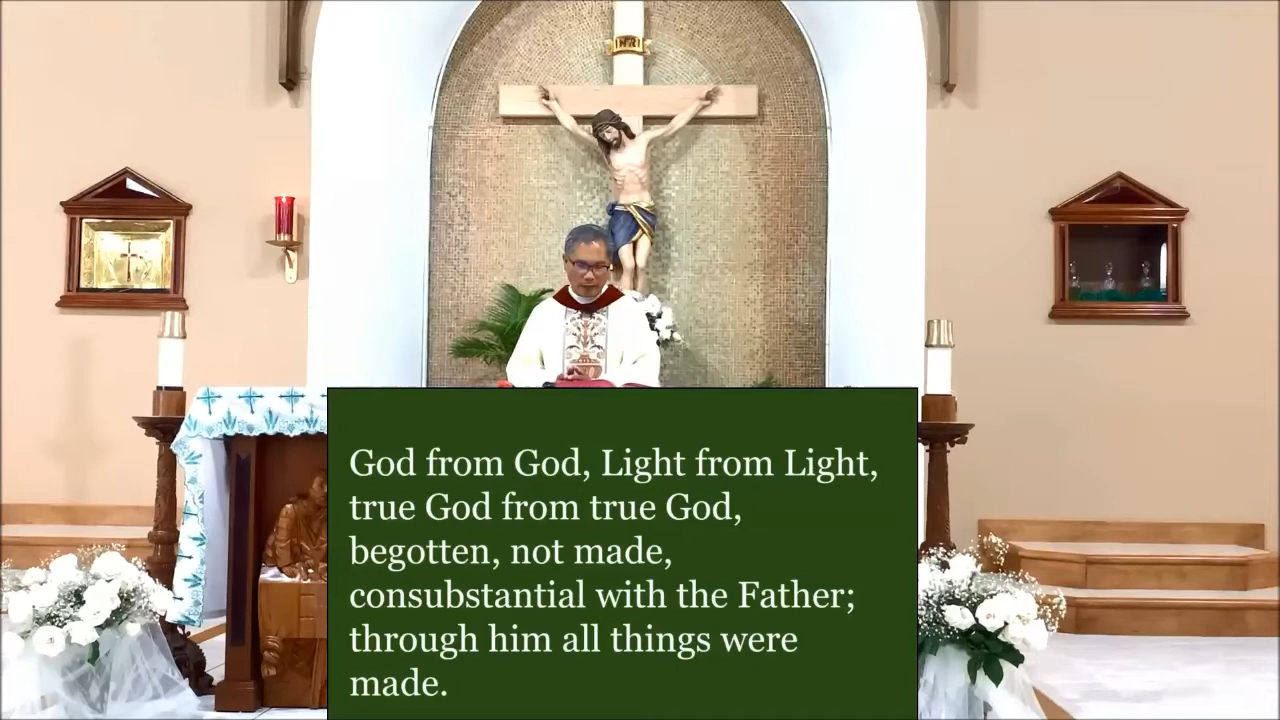 INRI
God from God, Light from Light,
true God from true God,
begotten, not made,
consubstantial with the Father;
through him all things were
made.